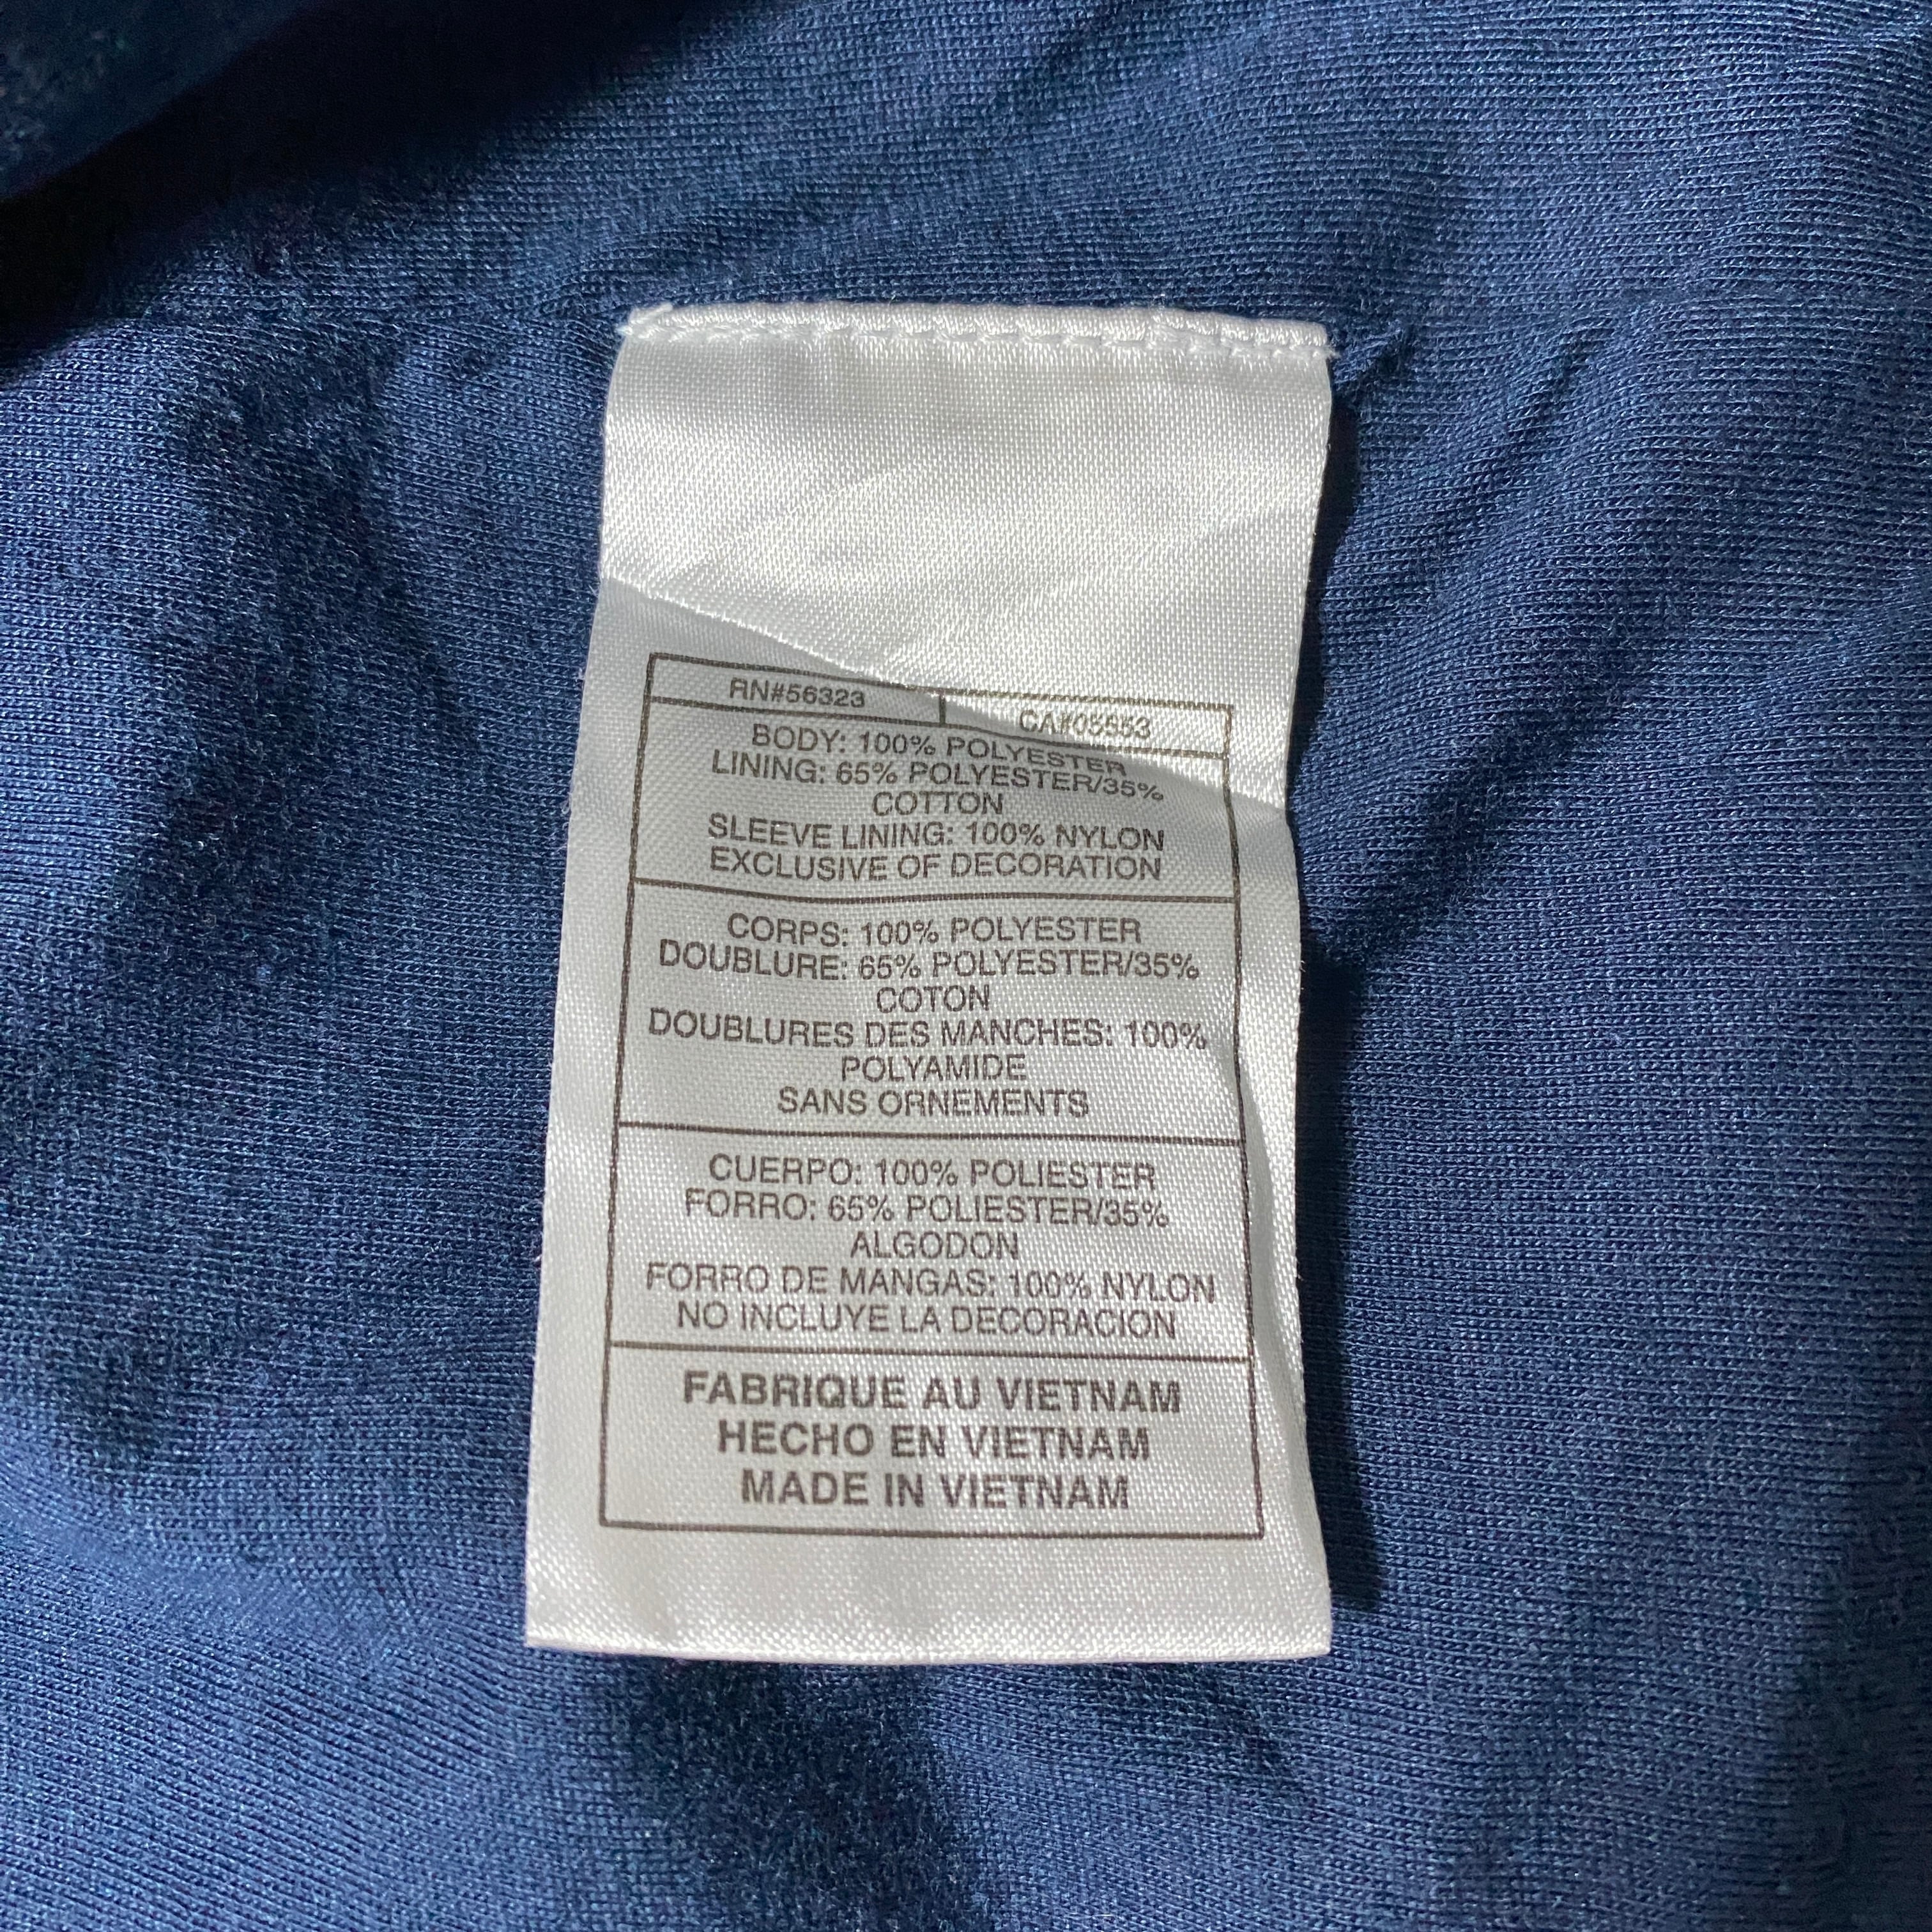 RN#56323 CA#05553
BODY: 100% POLYESTER
LINING: 65% POLYESTER/35%
COTTON
SLEEVE LINING: 100% NYLON
EXCLUSIVE OF DECORATION
CORPS: 100% POLYESTER
DOUBLURE: 65% POLYESTER/35%
COTON
DOUBLURES DES MANCHES: 100%
POLYAMIDE
SANS ORNEMENTS
CUERPO: 100% POLIESTER
FORRO: 65% POLIESTER/35%
ALGODON
FORRO DE MANGAS: 100% NYLON
NO INCLUYE LA DECORACION
FABRIQUE AU VIETNAM
HECHO EN VIETNAM
MADE IN VIETNAM